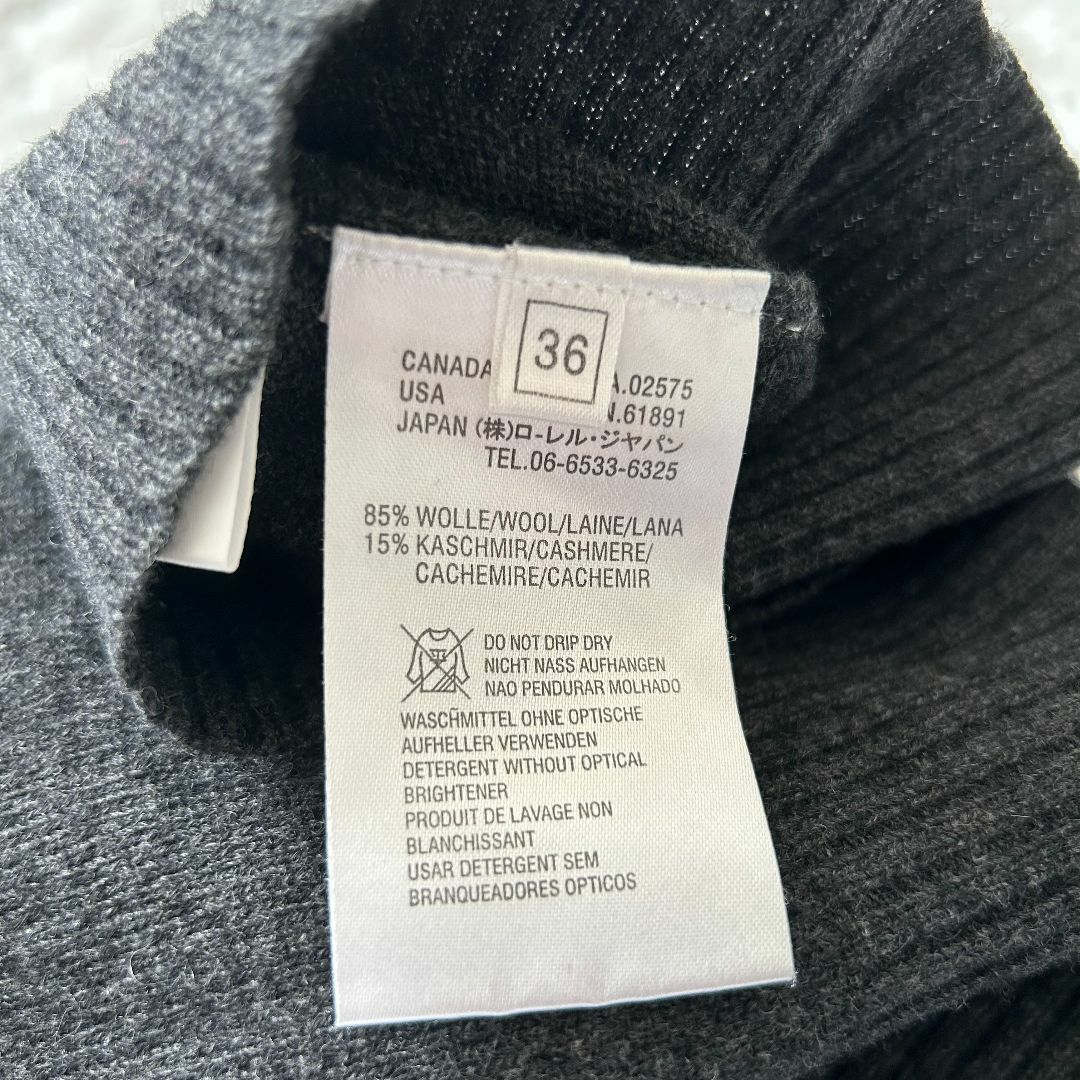 36
CANADA A.02575
USA N.61891
JAPAN (株)ロ-レル・ジヤパン
TEL.06-6533-6325
85% WOLLE/WOOL/LAINE/LANA
15% KASCHMIR/CASHMERE/
CACHEMIRE/CACHEMIR
DO NOT DRIP DRY
NICHT NASS AUFHANGEN
NAO PENDURAR MOLHADO
WASCHMITTEL OHNE OPTISCHE
AUFHELLER VERWENDEN
DETERGENT WITHOUT OPTICAL
BRIGHTENER
PRODUIT DE LAVAGE NON
BLANCHISSANT
USAR DETERGENT SEM
BRANQUEADORES OPTICOS